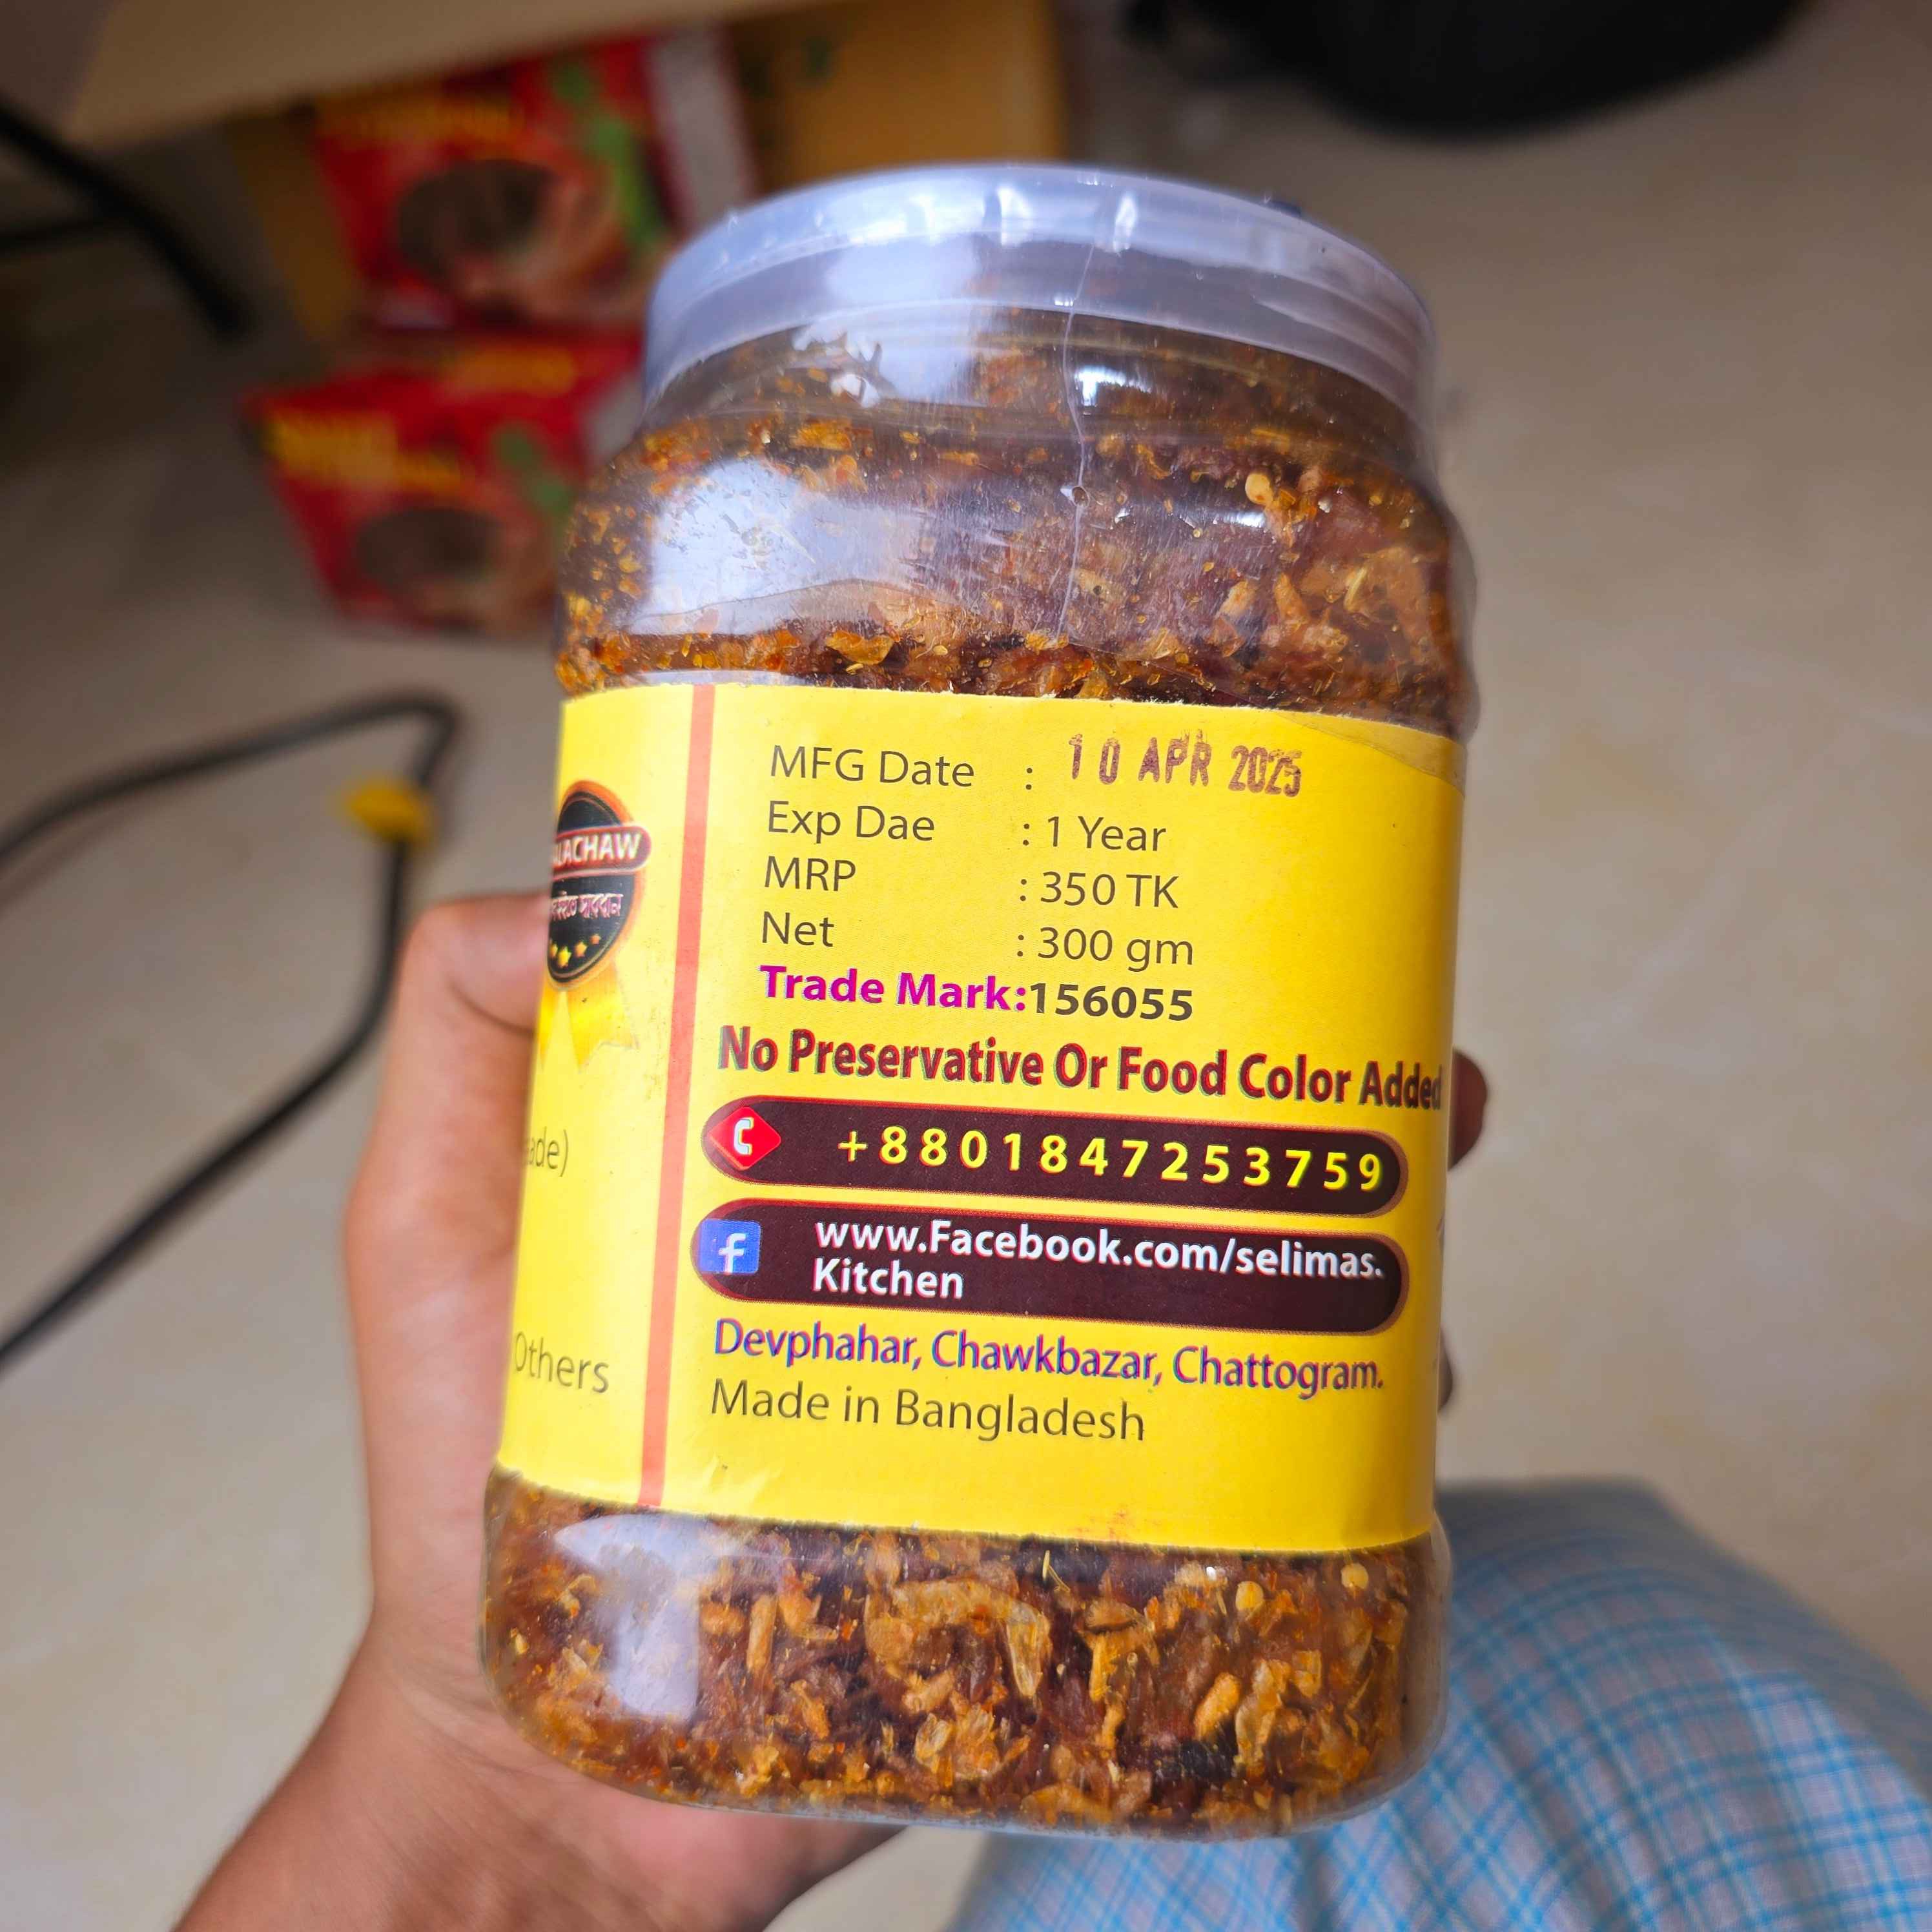 MFG Date : 10 APR 2025
Exp Dae : 1 Year
MRP : 350 TK
Net : 300 gm
Trade Mark:156055
No Preservative Or Food Color Added
+8801847253759
www.Facebook.com/selimas.
Kitchen
Devphahar, Chawkbazar, Chattogram.
Made in Bangladesh
LACHAW
ade)
Others